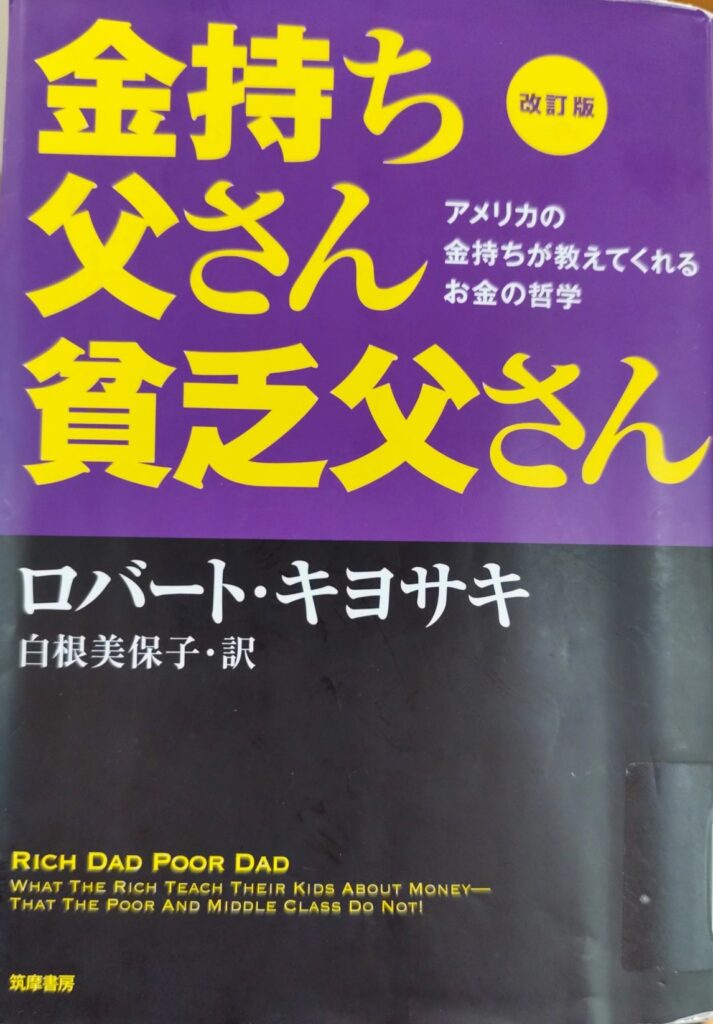 金持ち
父さん
貧乏父さん
改訂版
アメリカの
金持ちが教えてくれる
お金の哲学
ロバート・キヨサキ
白根美保子・訳
RICH DAD POOR DAD
WHAT THE RICH TEACH THEIR KIDS ABOUT MONEY—
THAT THE POOR AND MIDDLE CLASS DO NOT!
筑摩書房